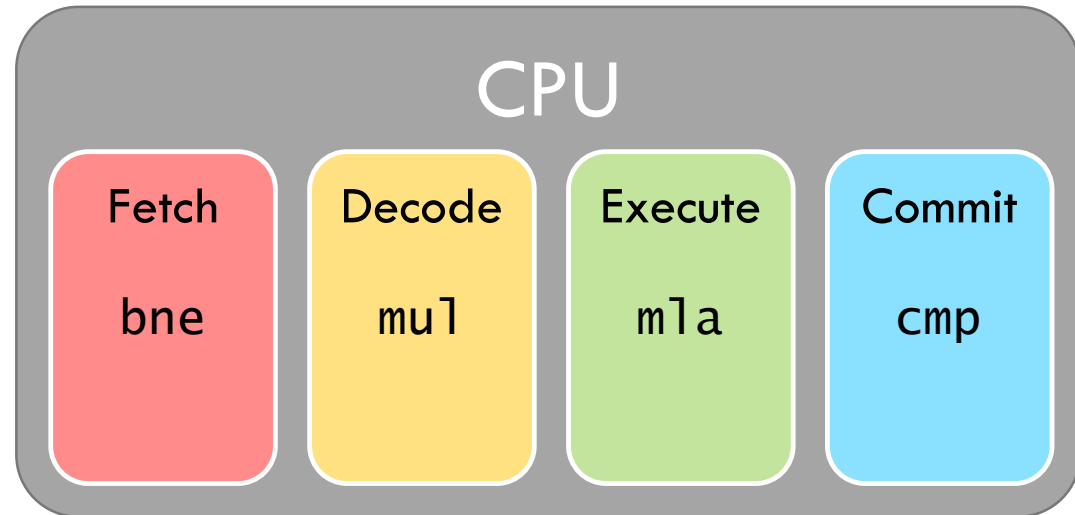 CPU
Fetch
Decode
Execute
Commit
bne
mul
mla
cmp